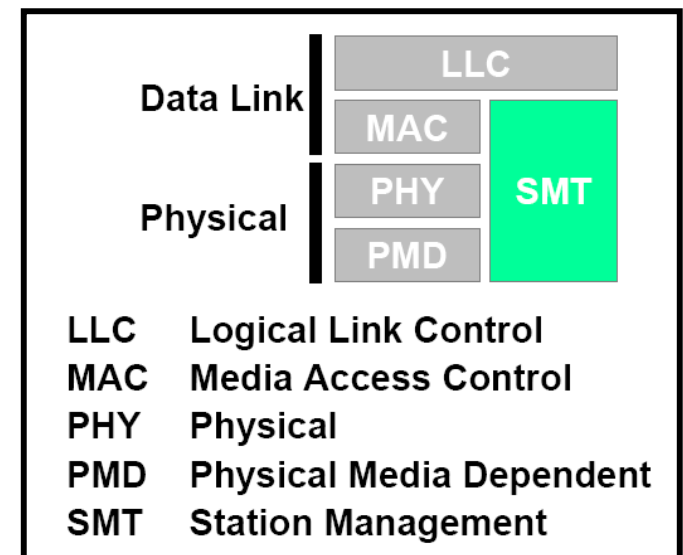 LLC
Data Link
MAC
PHY
SMT
Physical
PMD
LLC Logical Link Control
MAC Media Access Control
PHY Physical
PMD Physical Media Dependent
SMT Station Management